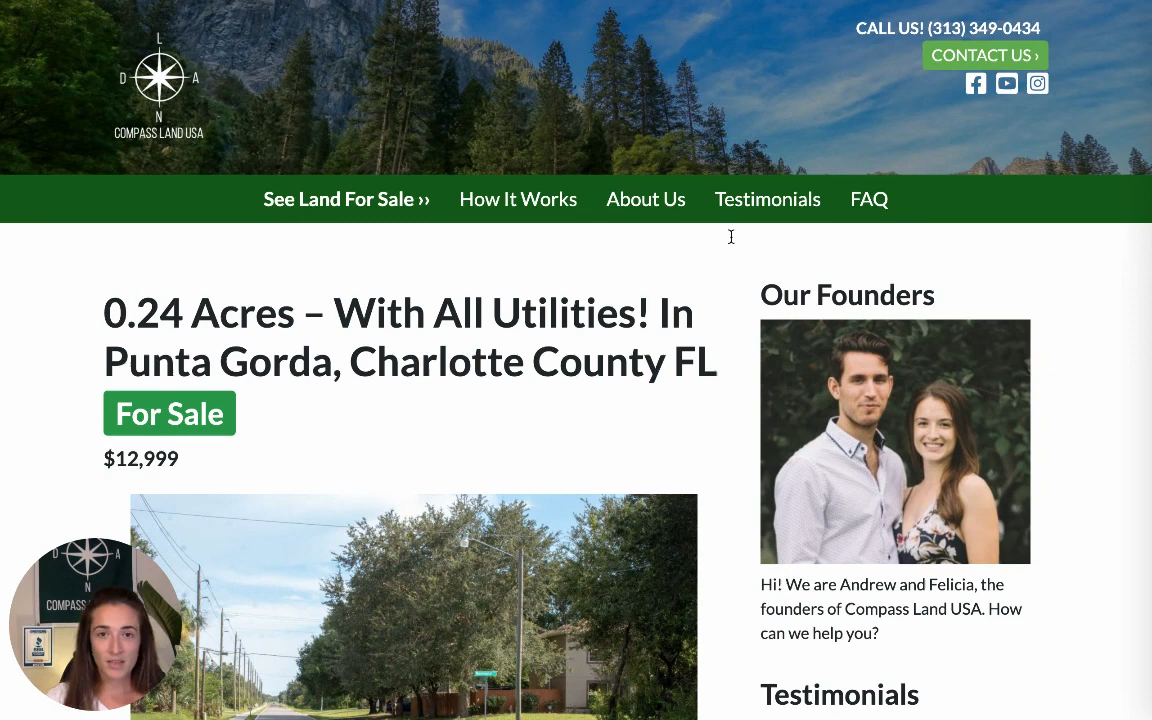 CALL US! (313) 349-0434
CONTACT US ›
L
D A
N
COMPASS LAND USA
See Land For Sale ›› How It Works About Us Testimonials FAQ
0.24 Acres – With All Utilities! In
Punta Gorda, Charlotte County FL
For Sale
$12,999
Our Founders
Hi! We are Andrew and Felicia, the
founders of Compass Land USA. How
can we help you?
Testimonials
D A
N
COMPASS